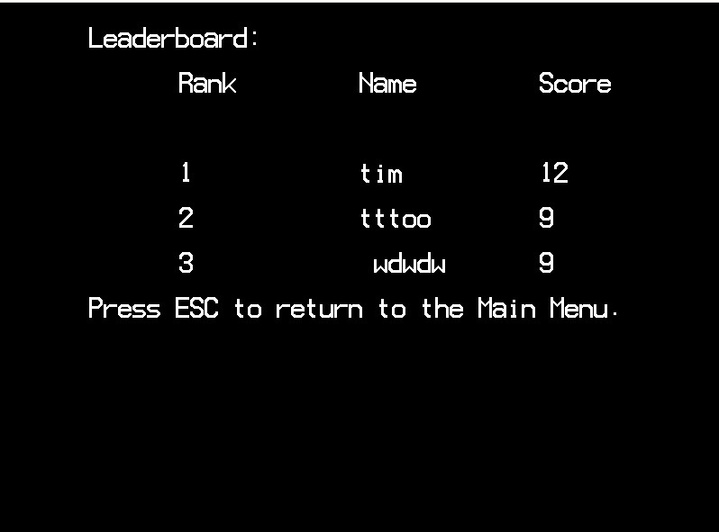 Leaderboard:
Rank Name Score
1 tim 12
2 tttoo 9
3 wdwdw 9
Press ESC to return to the Main Menu.